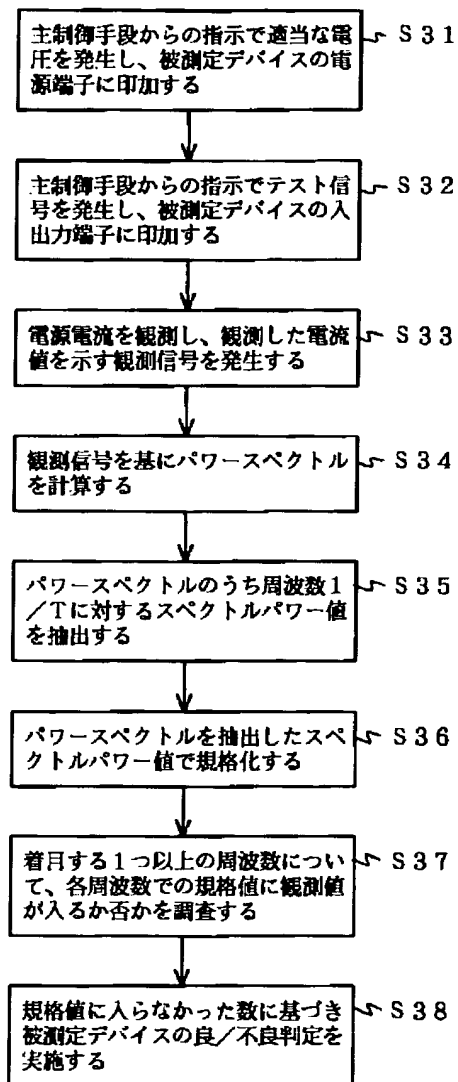 主制御手段からの指示で適当な電
圧を発生し、被測定デバイスの電
源端子に印加する
S31
主制御手段からの指示でテスト信
号を発生し、被測定デバイスの入
出力端子に印加する
S32
電源電流を観測し、観測した電流
値を示す観測信号を発生する
S33
観測信号を基にパワースペクトル
を計算する
S34
パワースペクトルのうち周波数1
/Tに対するスペクトルパワー値
を抽出する
S35
パワースペクトルを抽出したスペ
クトルパワー値で規格化する
S36
着目する1つ以上の周波数につい
て、各周波数での規格値に観測値
が入るか否かを調査する
S37
規格値に入らなかった数に基づき
被測定デバイスの良/不良判定を
実施する
S38